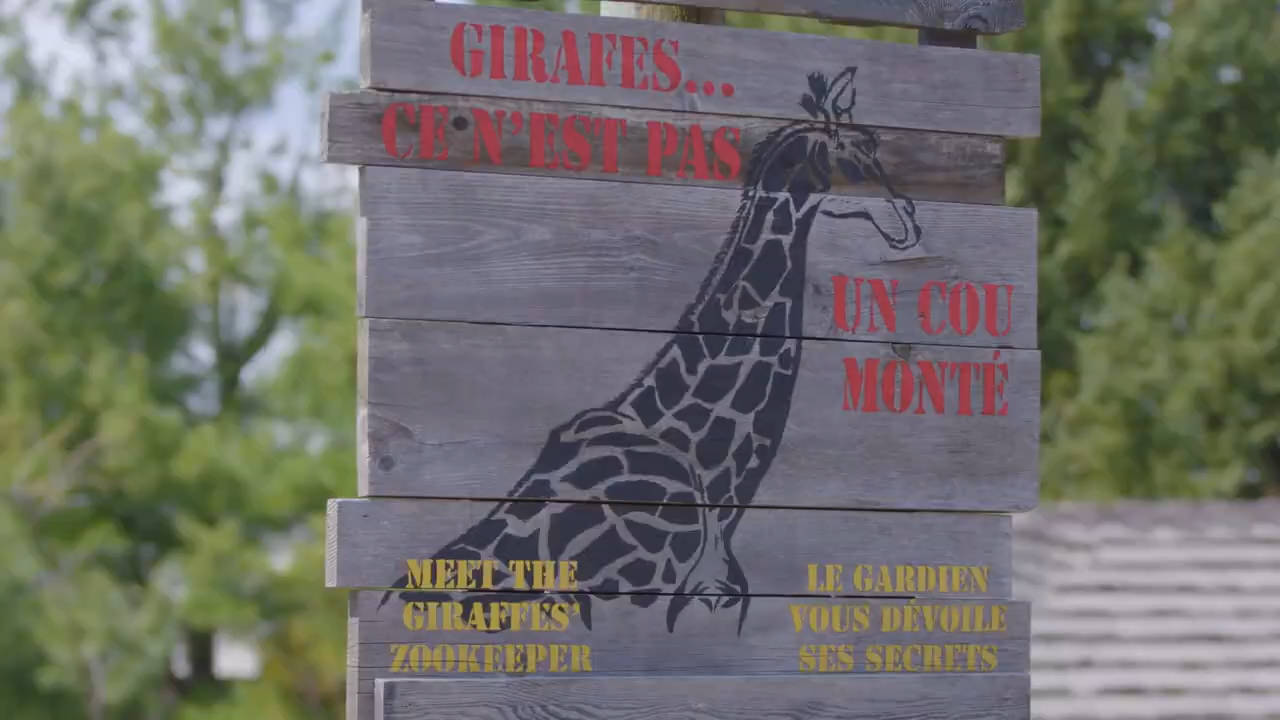 GIRAFES...
CE N'EST PAS
UN COU
MONTÉ
MEET THE
GIRAFFES'
ZOOKEEPER
LE GARDIEN
VOUS DÉVOILE
SES SECRETS